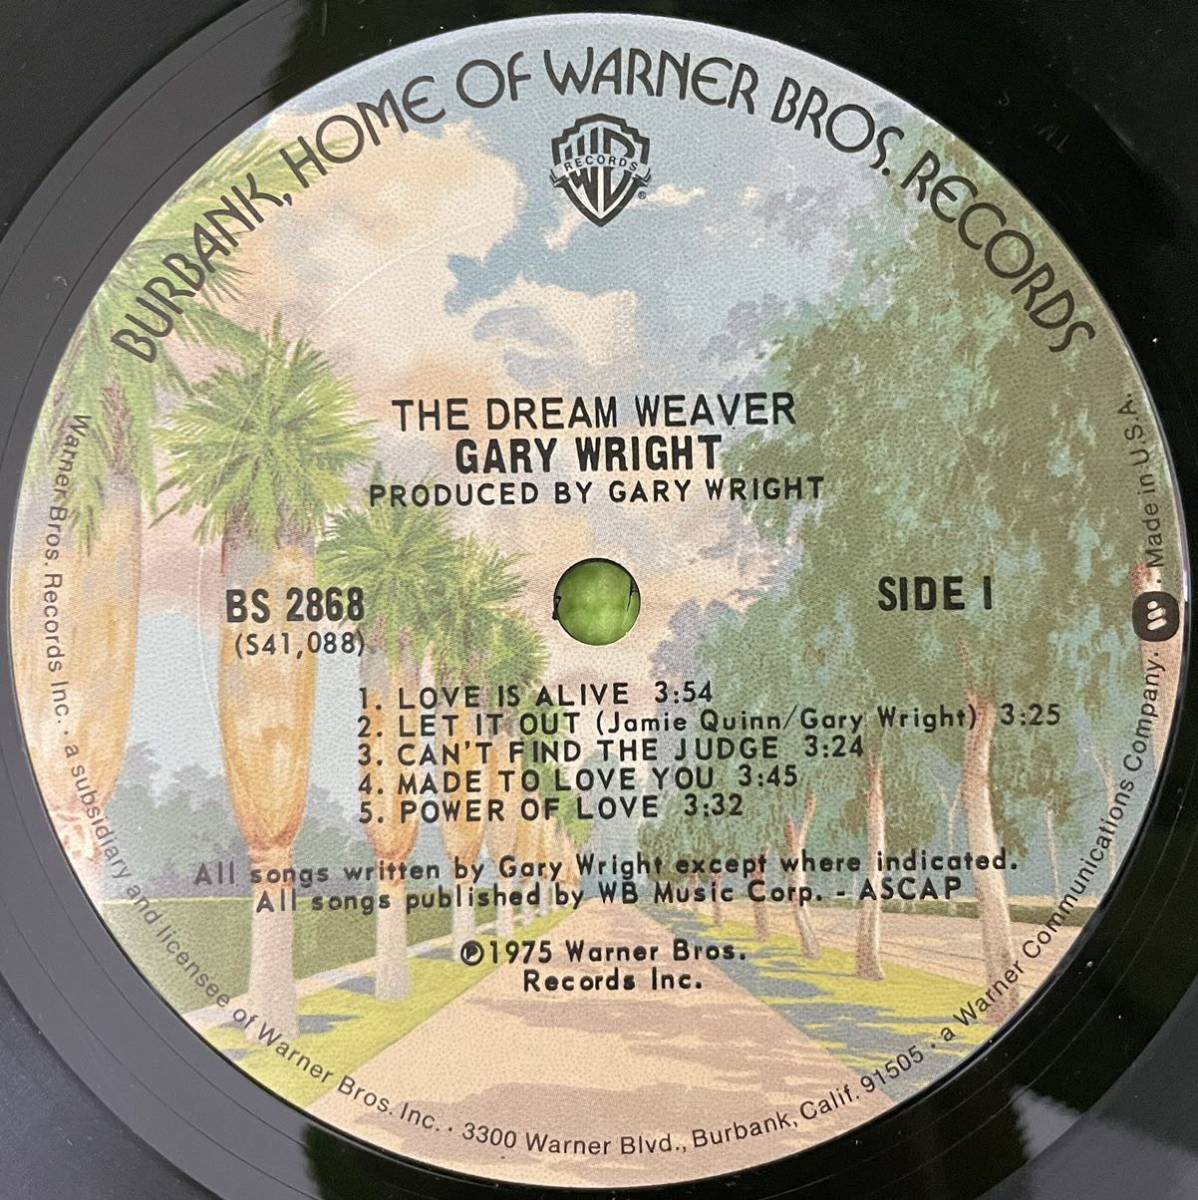 BURBANK, HOME OF WARNER BROS. RECORDS
RECORDS
®
THE DREAM WEAVER
GARY WRIGHT
PRODUCED BY GARY WRIGHT
BS 2868
(S41,088)
SIDE 1
1. LOVE IS ALIVE 3:54
2. LET IT OUT (Jamie Quinn/Gary Wright) 3:25
3. CAN'T FIND THE JUDGE 3:24
4. MADE TO LOVE YOU 3:45
5. POWER OF LOVE 3:32
All songs written by Gary Wright except where indicated.
All songs published by WB Music Corp. - ASCAP
℗1975 Warner Bros.
Records Inc.
Warner Bros. Records Inc. · a subsidiary and licensee of Warner Bros. Inc. · 3300 Warner Blvd., Burbank, Calif. 91505 · a Warner Communications Company. · Made in U.S.A.